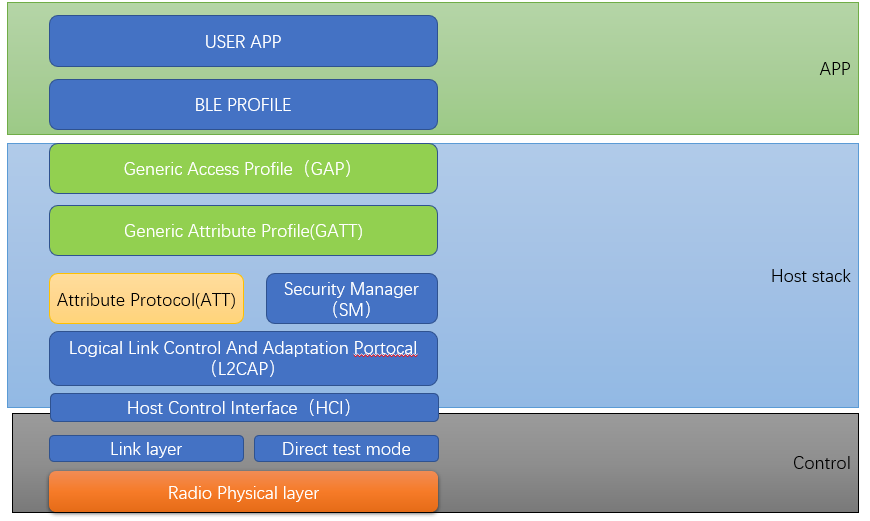 USER APP
APP
BLE PROFILE
Generic Access Profile（GAP）
Generic Attribute Profile(GATT)
Host stack
Attribute Protocol(ATT)
Security Manager
（SM）
Logical Link Control And Adaptation Portocal
（L2CAP）
Host Control Interface（HCI）
Link layer
Direct test mode
Control
Radio Physical layer